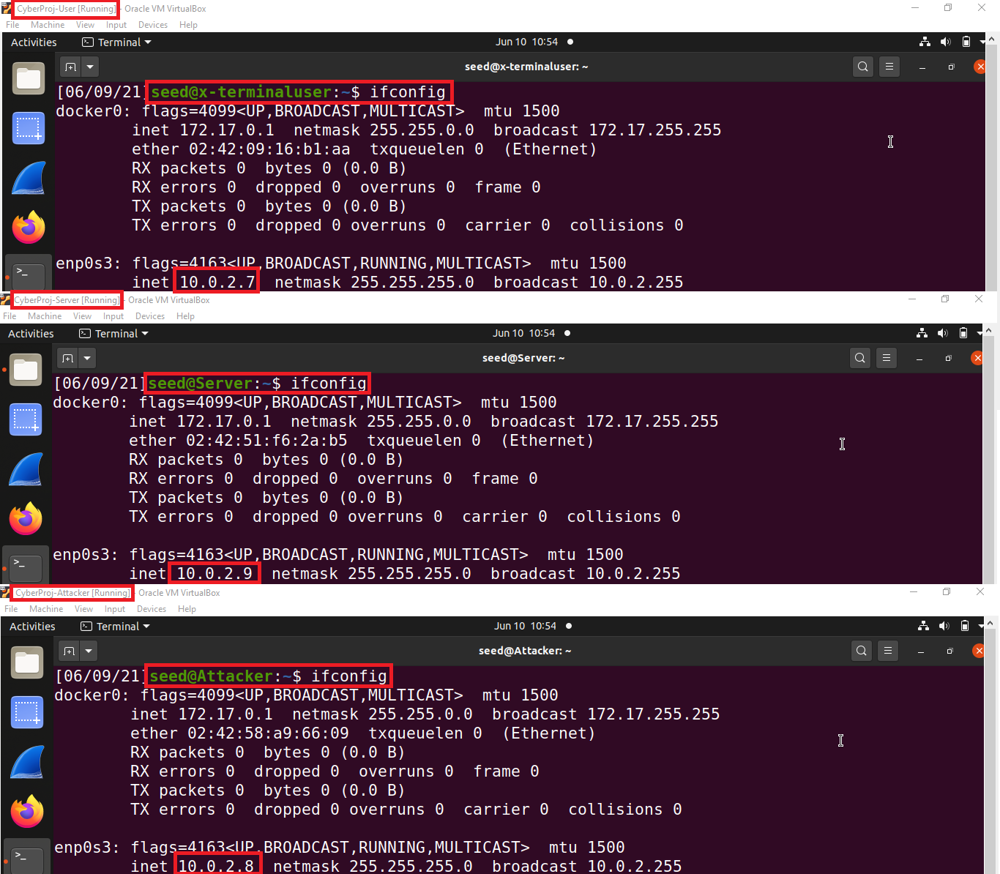 CyberProj-User [Running] - Oracle VM VirtualBox
File Machine View Input Devices Help
Activities Terminal Jun 10 10:54
seed@x-terminaluser: ~
[06/09/21]seed@x-terminaluser:~$ ifconfig
docker0: flags=4099<UP,BROADCAST,MULTICAST> mtu 1500
inet 172.17.0.1 netmask 255.255.0.0 broadcast 172.17.255.255
ether 02:42:09:16:b1:aa txqueuelen 0 (Ethernet)
RX packets 0 bytes 0 (0.0 B)
RX errors 0 dropped 0 overruns 0 frame 0
TX packets 0 bytes 0 (0.0 B)
TX errors 0 dropped 0 overruns 0 carrier 0 collisions 0
enp0s3: flags=4163<UP,BROADCAST,RUNNING,MULTICAST> mtu 1500
inet 10.0.2.7 netmask 255.255.255.0 broadcast 10.0.2.255
CyberProj-Server [Running] - Oracle VM VirtualBox
File Machine View Input Devices Help
Activities Terminal Jun 10 10:54
seed@Server: ~
[06/09/21]seed@Server:~$ ifconfig
docker0: flags=4099<UP,BROADCAST,MULTICAST> mtu 1500
inet 172.17.0.1 netmask 255.255.0.0 broadcast 172.17.255.255
ether 02:42:51:f6:2a:b5 txqueuelen 0 (Ethernet)
RX packets 0 bytes 0 (0.0 B)
RX errors 0 dropped 0 overruns 0 frame 0
TX packets 0 bytes 0 (0.0 B)
TX errors 0 dropped 0 overruns 0 carrier 0 collisions 0
enp0s3: flags=4163<UP,BROADCAST,RUNNING,MULTICAST> mtu 1500
inet 10.0.2.9 netmask 255.255.255.0 broadcast 10.0.2.255
CyberProj-Attacker [Running] - Oracle VM VirtualBox
File Machine View Input Devices Help
Activities Terminal Jun 10 10:54
seed@Attacker: ~
[06/09/21]seed@Attacker:~$ ifconfig
docker0: flags=4099<UP,BROADCAST,MULTICAST> mtu 1500
inet 172.17.0.1 netmask 255.255.0.0 broadcast 172.17.255.255
ether 02:42:58:a9:66:09 txqueuelen 0 (Ethernet)
RX packets 0 bytes 0 (0.0 B)
RX errors 0 dropped 0 overruns 0 frame 0
TX packets 0 bytes 0 (0.0 B)
TX errors 0 dropped 0 overruns 0 carrier 0 collisions 0
enp0s3: flags=4163<UP,BROADCAST,RUNNING,MULTICAST> mtu 1500
inet 10.0.2.8 netmask 255.255.255.0 broadcast 10.0.2.255